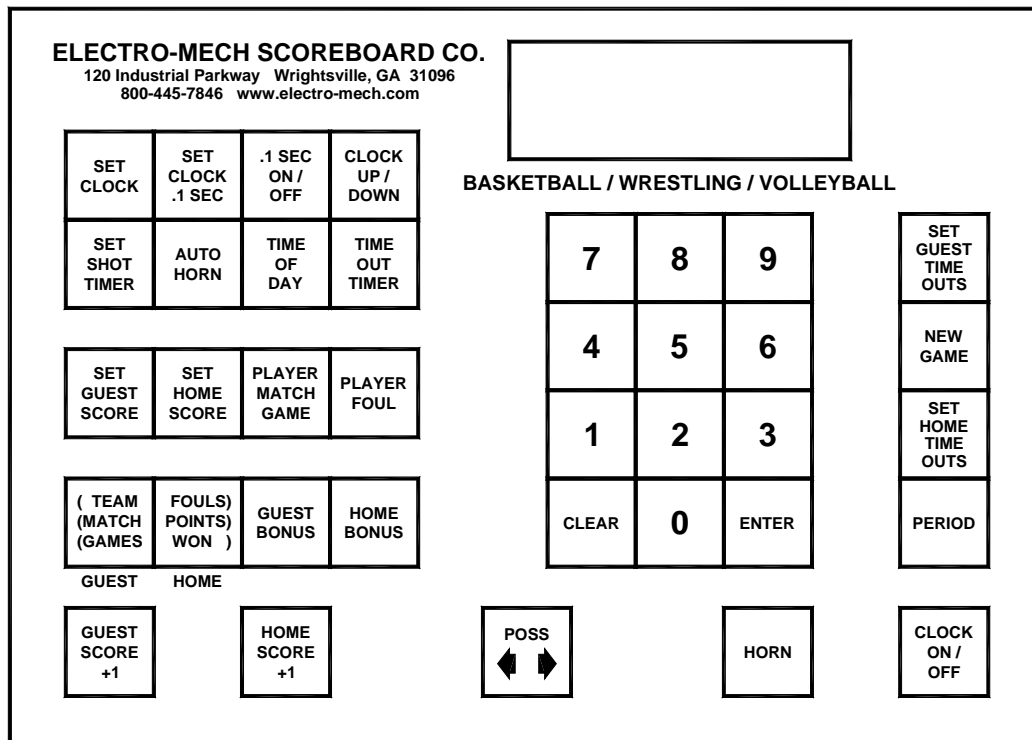 ELECTRO-MECH SCOREBOARD CO.
120 Industrial Parkway Wrightsville, GA 31096
800-445-7846 www.electro-mech.com
SET
CLOCK
SET
CLOCK
.1 SEC
.1 SEC
ON /
OFF
CLOCK
UP /
DOWN
SET
SHOT
TIMER
AUTO
HORN
TIME
OF
DAY
TIME
OUT
TIMER
SET
GUEST
SCORE
SET
HOME
SCORE
PLAYER
MATCH
GAME
PLAYER
FOUL
( TEAM FOULS)
(MATCH POINTS)
(GAMES WON )
GUEST
BONUS
HOME
BONUS
GUEST HOME
GUEST
SCORE
+1
HOME
SCORE
+1
BASKETBALL / WRESTLING / VOLLEYBALL
7 8 9
4 5 6
1 2 3
CLEAR 0 ENTER
SET
GUEST
TIME
OUTS
NEW
GAME
SET
HOME
TIME
OUTS
PERIOD
POSS
HORN
CLOCK
ON /
OFF